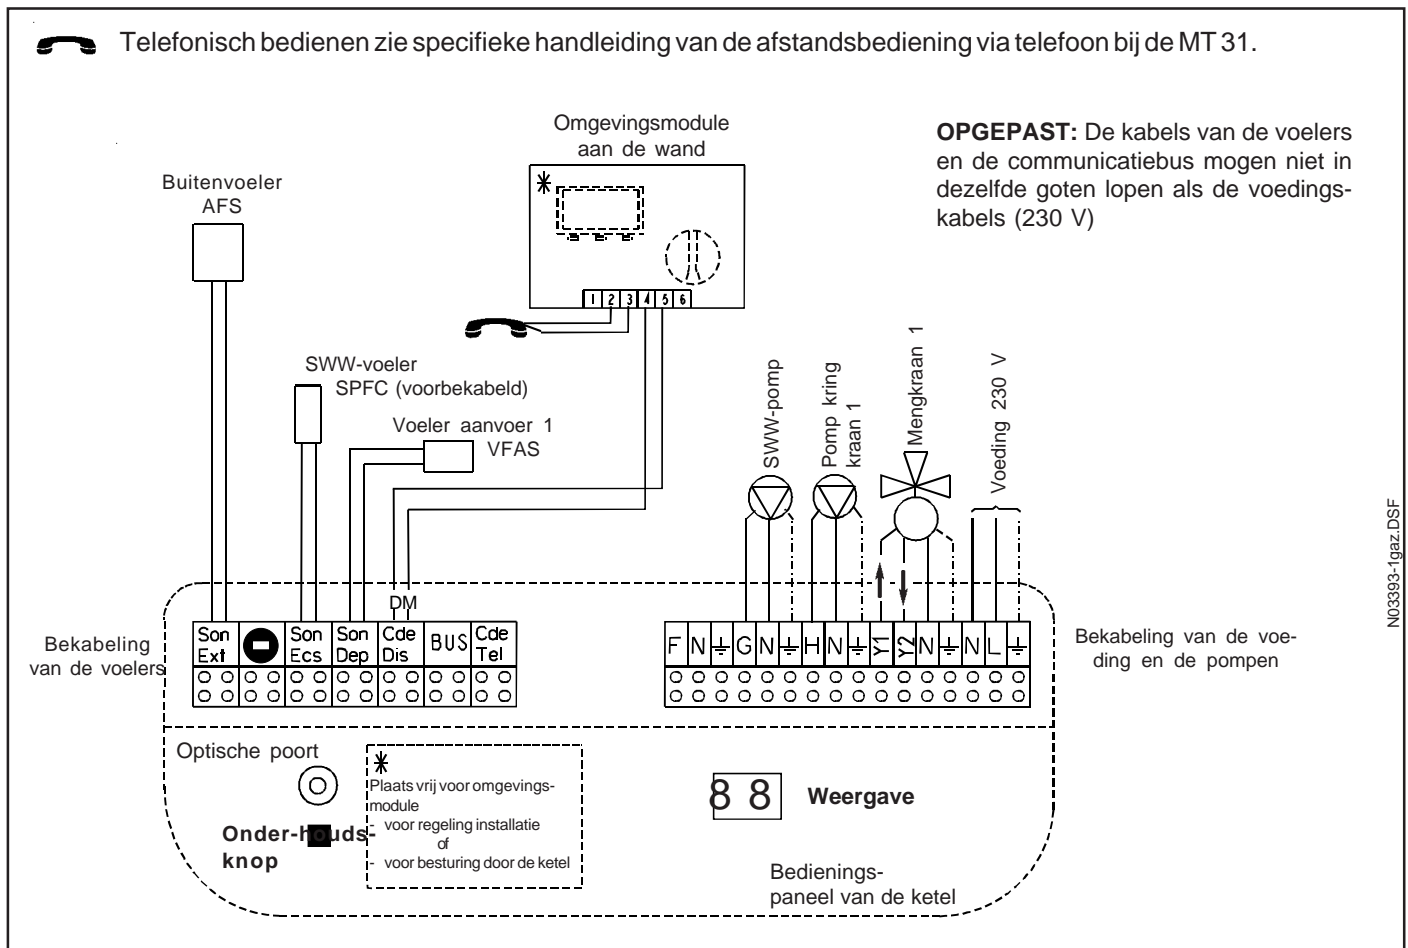 Telefonisch bedienen zie specifieke handleiding van de afstandsbediening via telefoon bij de MT 31.
Omgevingsmodule
aan de wand
OPGEPAST: De kabels van de voelers
en de communicatiebus mogen niet in
dezelfde goten lopen als de voedings-
kabels (230 V)
Buitenvoeler
AFS
1 2 3 4 5 6
SWW-voeler
SPFC (voorbekabeld)
Voeler aanvoer 1
VFAS
SWW-pomp
Pomp kring
kraan 1
Mengkraan 1
Voeding 230 V
N03393-1gaz.DSF
DM
Bekabeling
van de voelers
Son
Ext
Son
Ecs
Son
Dep
Cde
Dis
BUS
Cde
Tel
F N G N H N Y1 Y2 N N L
Bekabeling van de voe-
ding en de pompen
Optische poort
Onder-houds-
knop
Plaats vrij voor omgevings-
module
- voor regeling installatie
of
- voor besturing door de ketel
8 8
Weergave
Bedienings-
paneel van de ketel